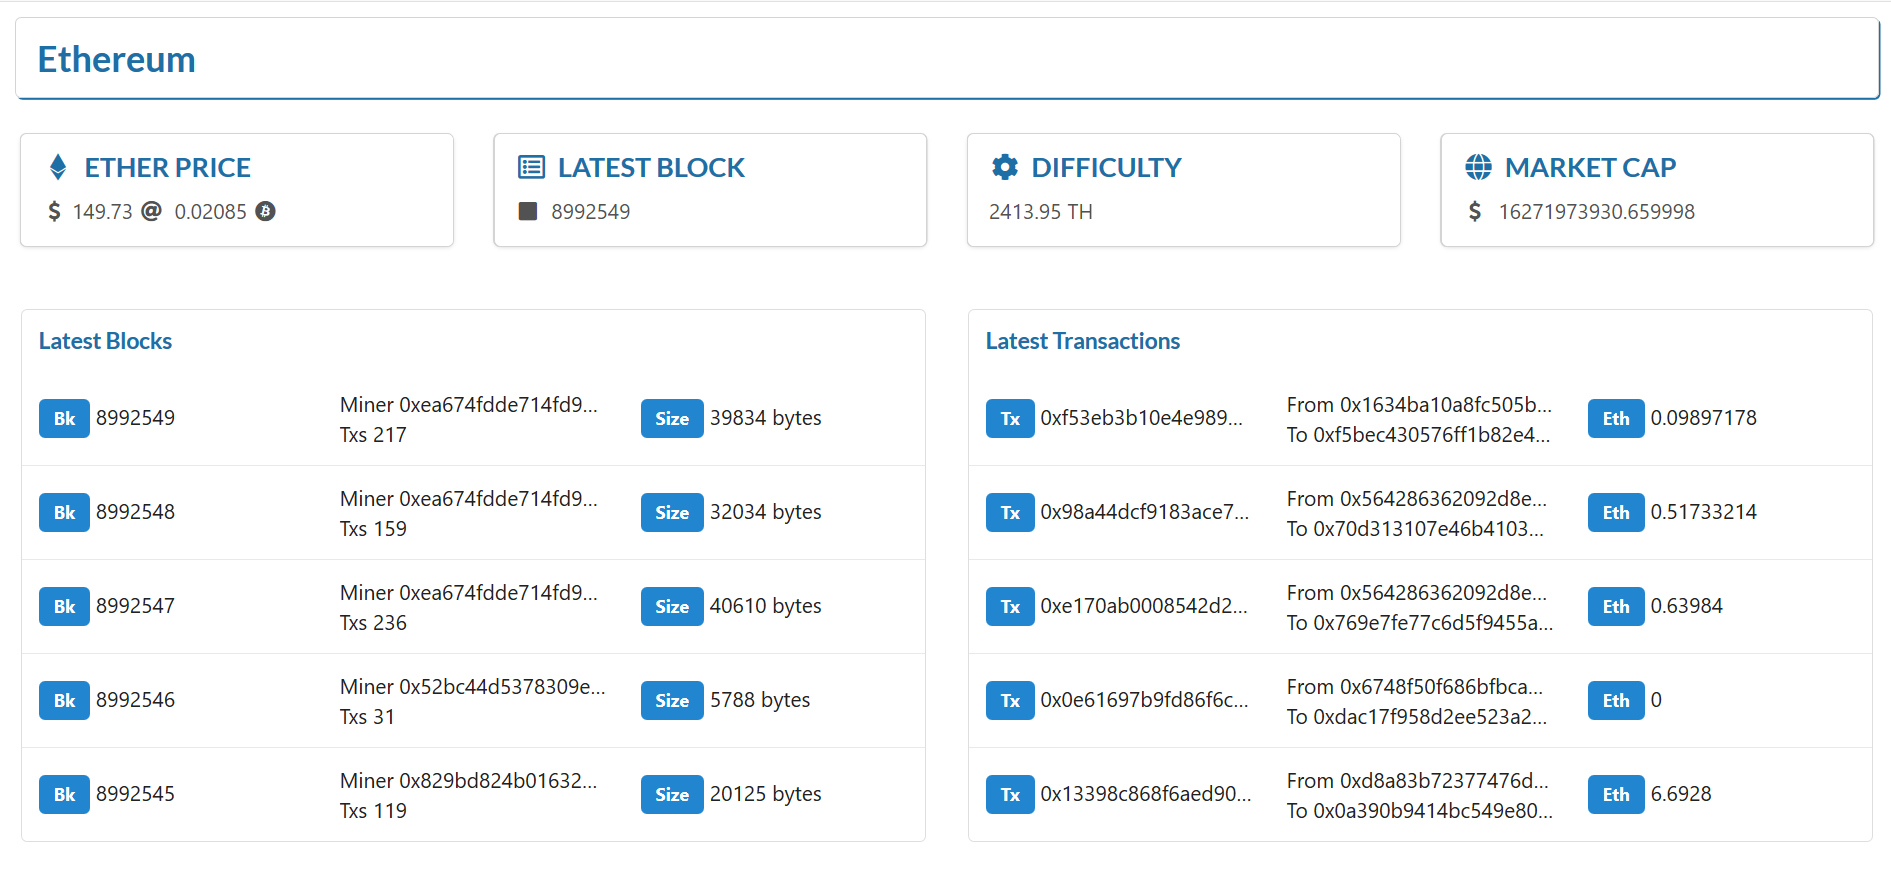 Ethereum
ETHER PRICE
$ 149.73 @ 0.02085
LATEST BLOCK
8992549
DIFFICULTY
2413.95 TH
MARKET CAP
$ 16271973930.659998
Latest Blocks
Bk 8992549
Miner 0xea674fdde714fd9...
Txs 217
Size 39834 bytes
Bk 8992548
Miner 0xea674fdde714fd9...
Txs 159
Size 32034 bytes
Bk 8992547
Miner 0xea674fdde714fd9...
Txs 236
Size 40610 bytes
Bk 8992546
Miner 0x52bc44d5378309e...
Txs 31
Size 5788 bytes
Bk 8992545
Miner 0x829bd824b01632...
Txs 119
Size 20125 bytes
Latest Transactions
Tx 0xf53eb3b10e4e989...
From 0x1634ba10a8fc505b...
To 0xf5bec430576ff1b82e4...
Eth 0.09897178
Tx 0x98a44dcf9183ace7...
From 0x564286362092d8e...
To 0x70d313107e46b4103...
Eth 0.51733214
Tx 0xe170ab0008542d2...
From 0x564286362092d8e...
To 0x769e7fe77c6d5f9455a...
Eth 0.63984
Tx 0x0e61697b9fd86f6c...
From 0x6748f50f686bfbca...
To 0xdac17f958d2ee523a2...
Eth 0
Tx 0x13398c868f6aed90...
From 0xd8a83b72377476d...
To 0x0a390b9414bc549e80...
Eth 6.6928